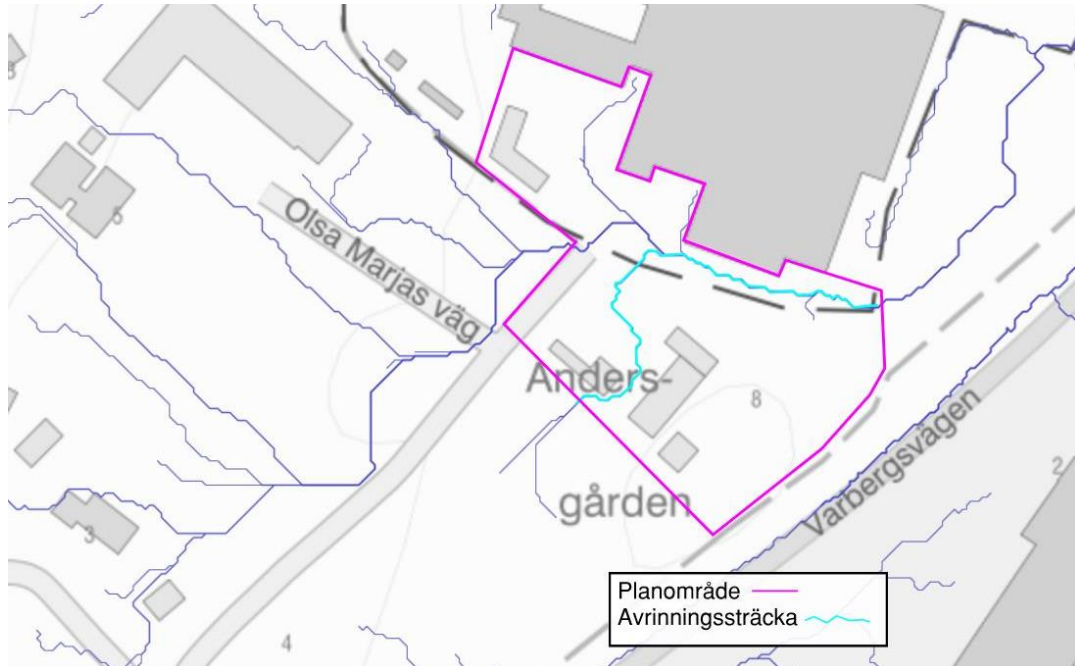 5
Olsa Marjas väg
Anders-
8
gården
Varbergsvägen
2
3
4
Planområde
Avrinningssträcka